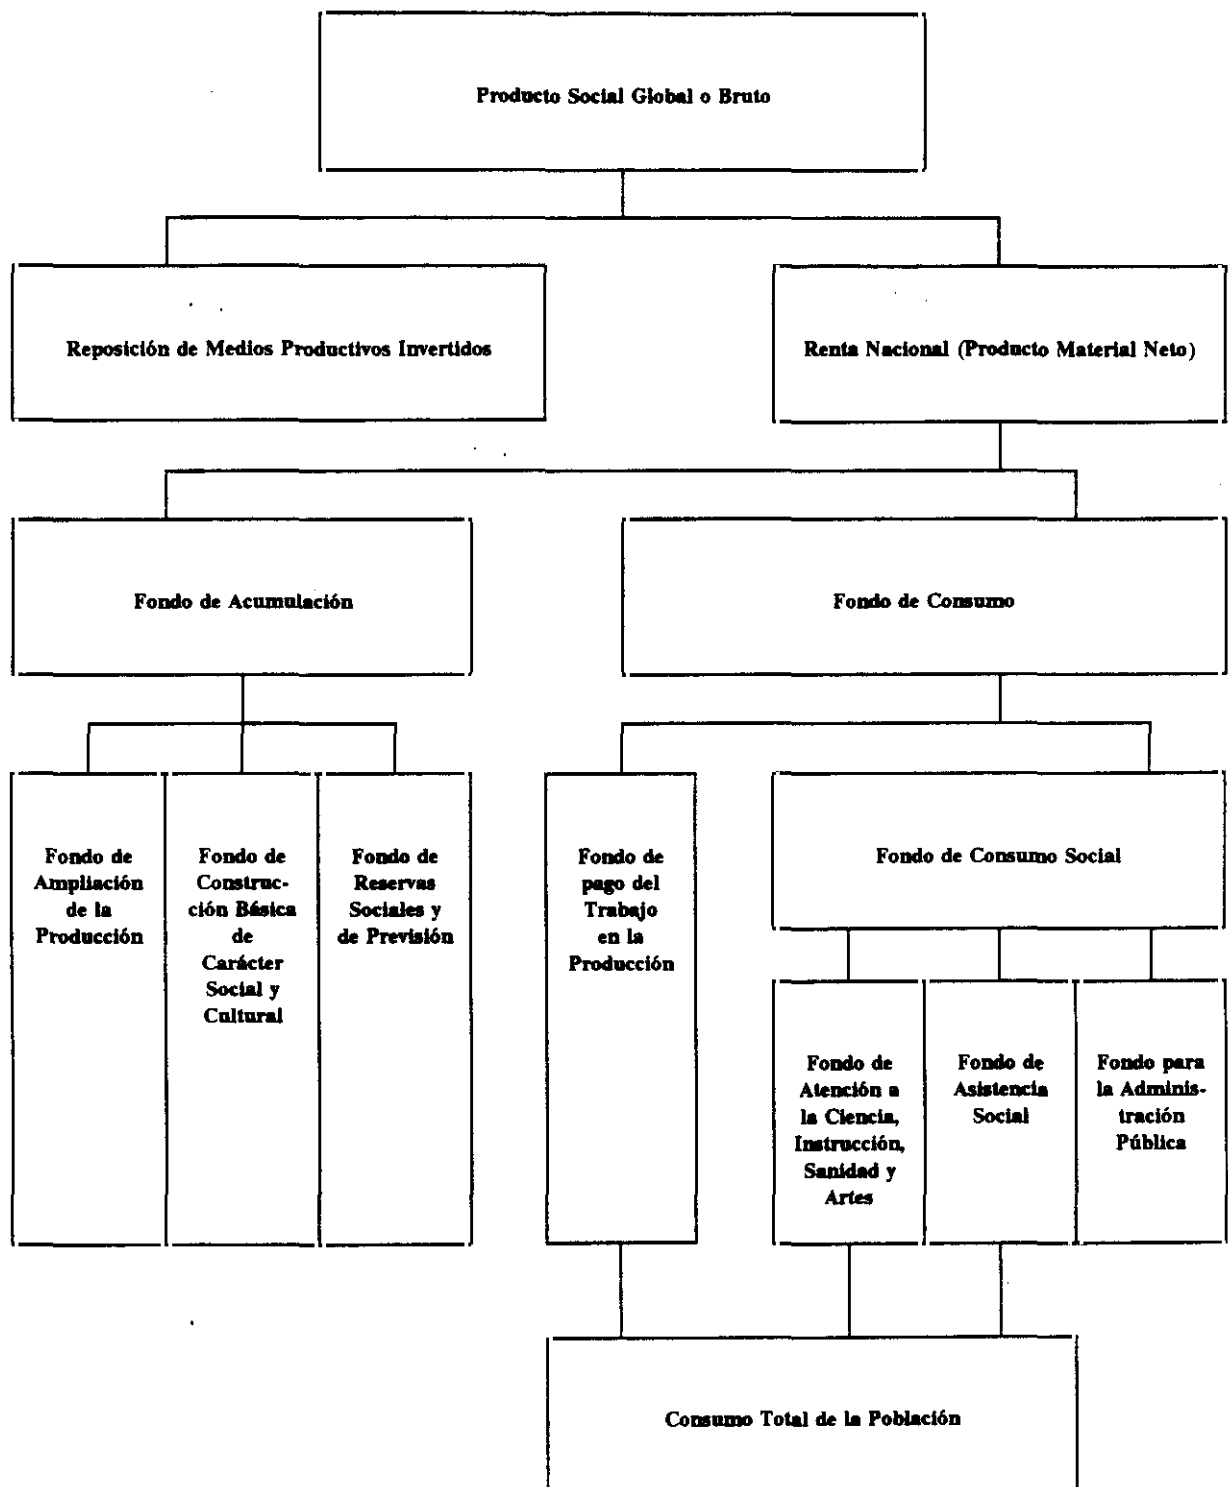 Producto Social Global o Bruto
Reposición de Medios Productivos Invertidos
Renta Nacional (Producto Material Neto)
Fondo de Acumulación
Fondo de Consumo
Fondo de
Ampliación
de la
Producción
Fondo de
Construc-
ción Básica
de
Carácter
Social y
Cultural
Fondo de
Reservas
Sociales y
de Previsión
Fondo de
pago del
Trabajo
en la
Producción
Fondo de Consumo Social
Fondo de
Atención a
la Ciencia,
Instrucción,
Sanidad y
Artes
Fondo de
Asistencia
Social
Fondo para
la Adminis-
tración
Pública
Consumo Total de la Población